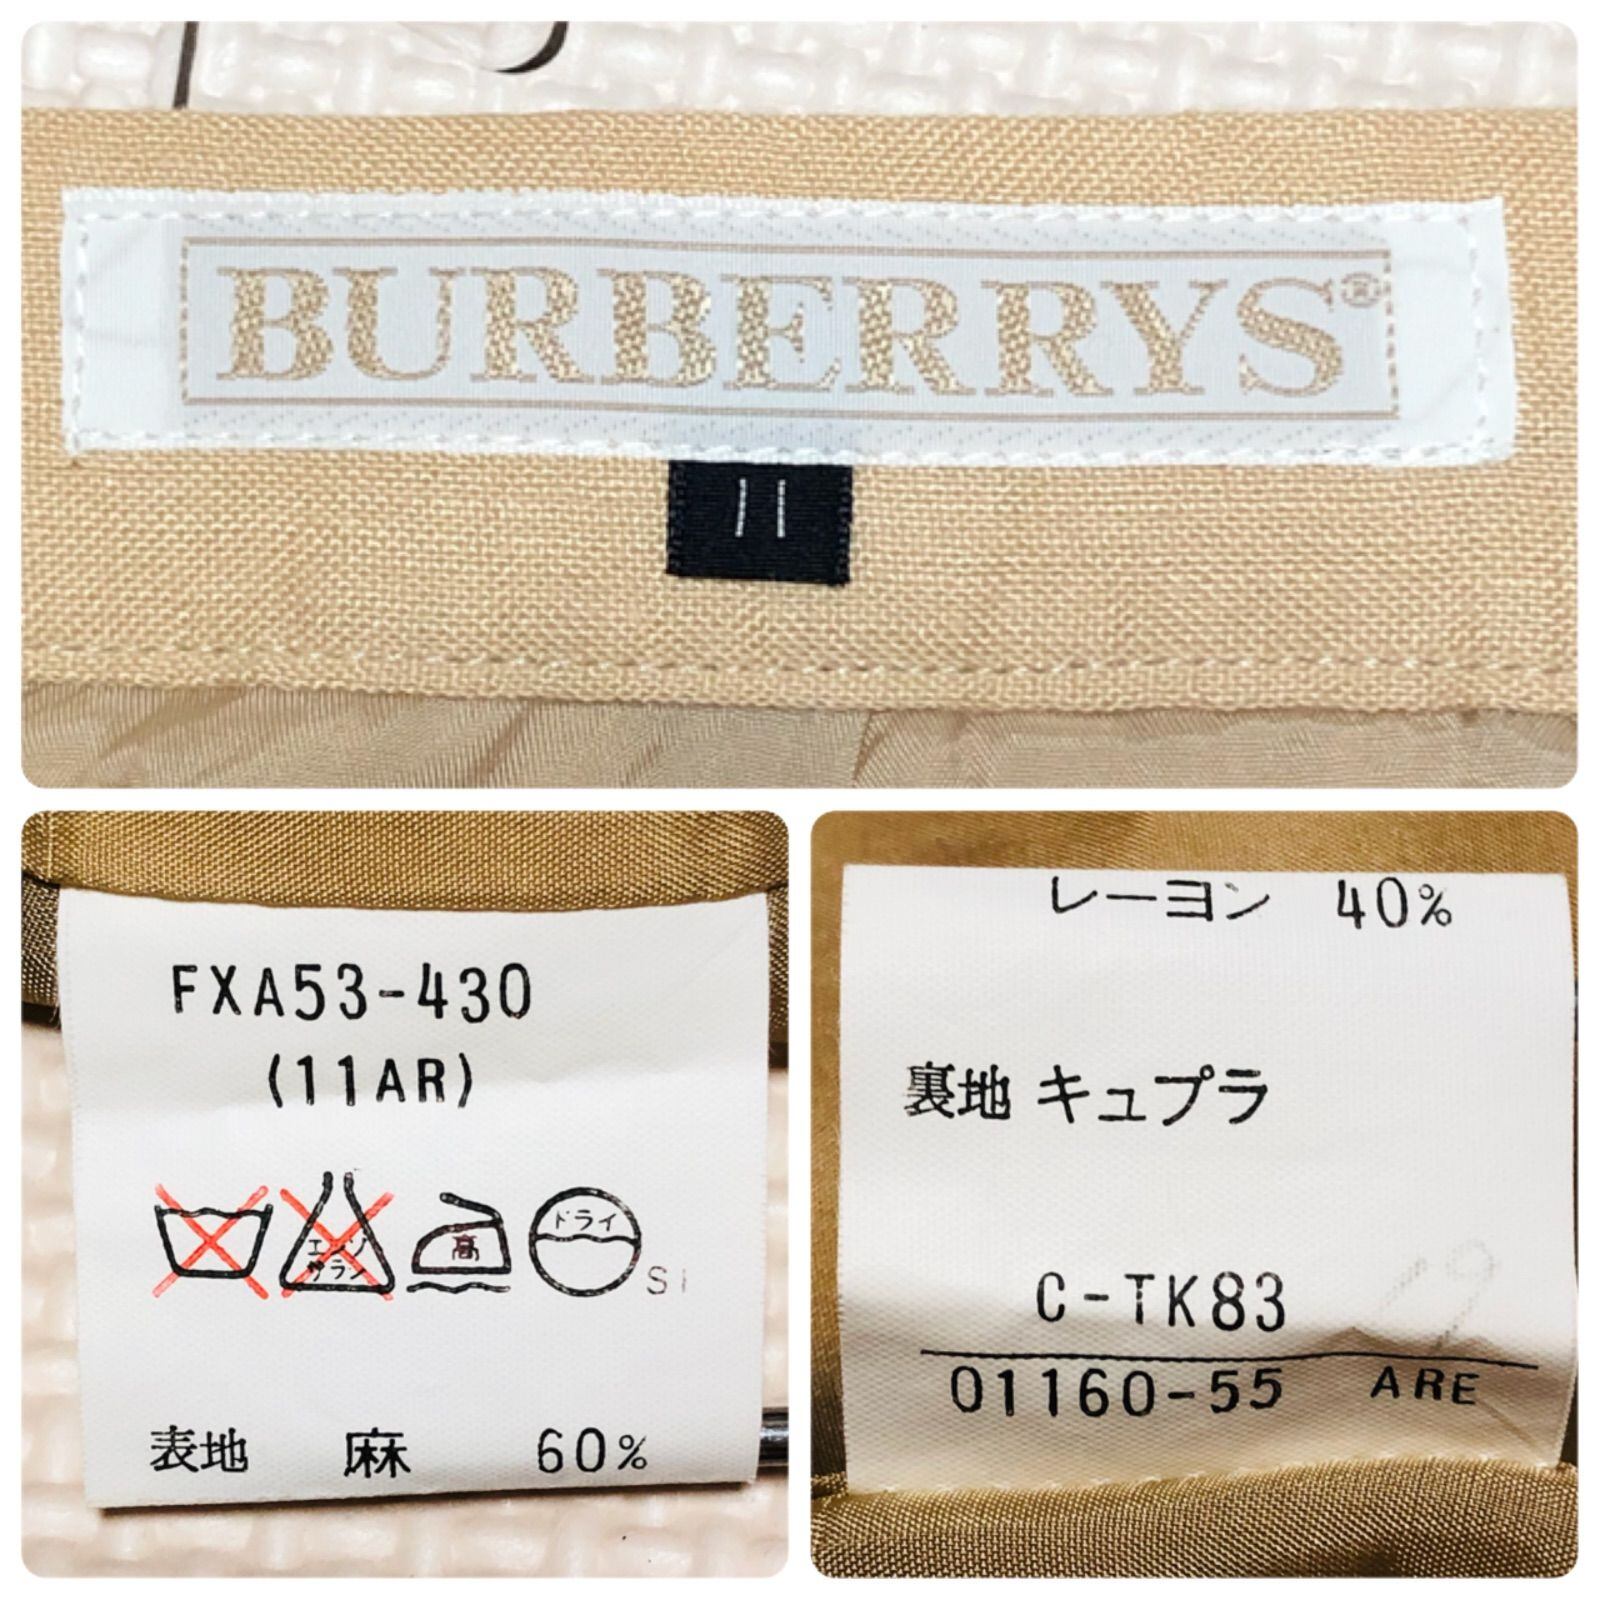 BURBERRYS®
11
FXA53-430
(11AR)
エンソ
サラシ
高
ドライ
表地 麻 60%
レーヨン 40%
裏地 キュプラ
C-TK83
01160-55 ARE